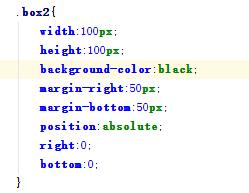 .box2{
width:100px;
height:100px;
background-color:black;
margin-right:50px;
margin-bottom:50px;
position:absolute;
right:0;
bottom:0;
}